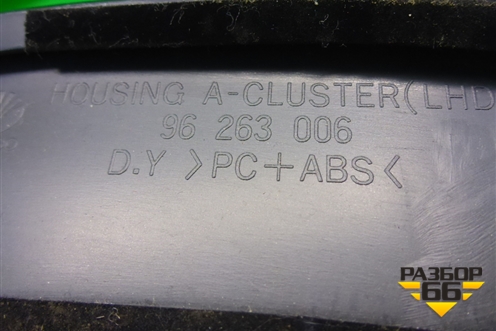 HOUSING A-CLUSTER(LHD
96 263 006
D.Y >PC+ABS<
РАЗБОР
66